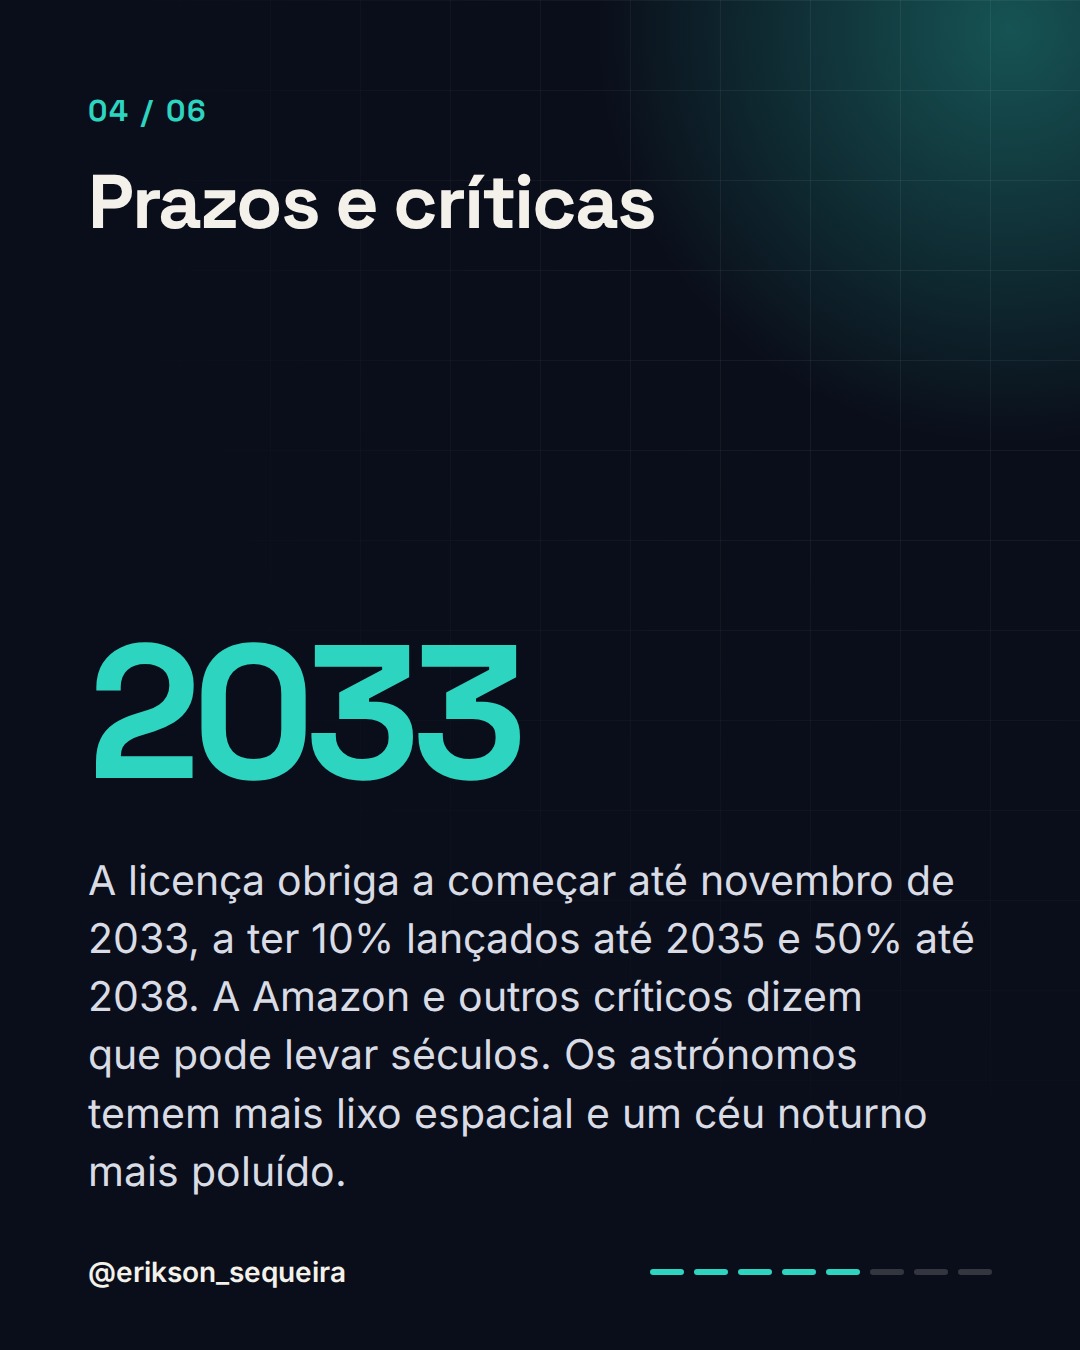 04 / 06
Prazos e críticas
2033
A licença obriga a começar até novembro de
2033, a ter 10% lançados até 2035 e 50% até
2038. A Amazon e outros críticos dizem
que pode levar séculos. Os astrónomos
temem mais lixo espacial e um céu noturno
mais poluído.
@erikson_sequeira